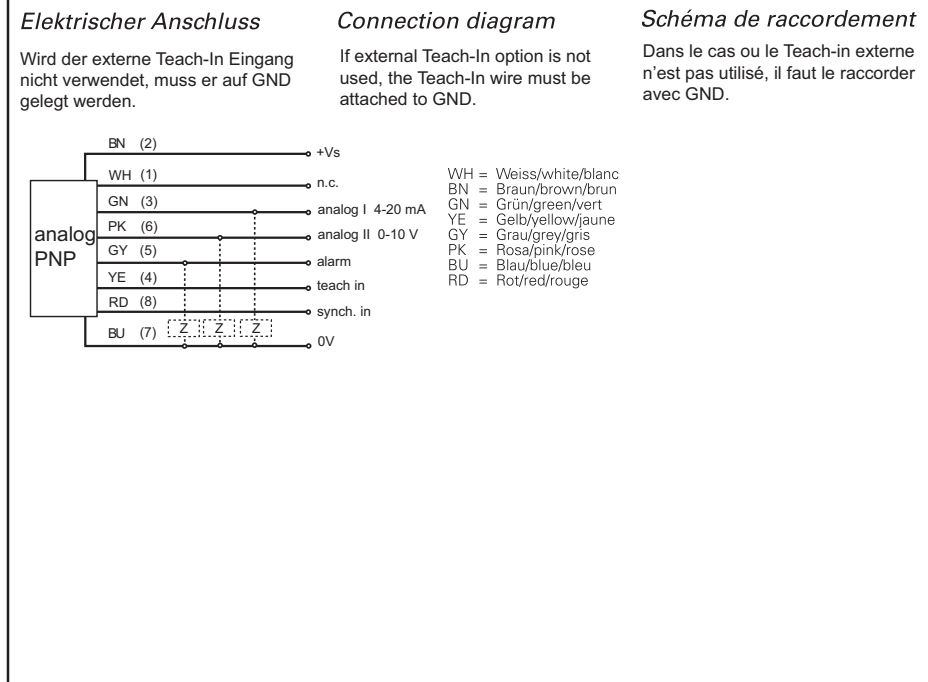 Elektrischer Anschluss
Wird der externe Teach-In Eingang
nicht verwendet, muss er auf GND
gelegt werden.
Connection diagram
If external Teach-In option is not
used, the Teach-In wire must be
attached to GND.
Schéma de raccordement
Dans le cas ou le Teach-in externe
n'est pas utilisé, il faut le raccorder
avec GND.
BN (2) +Vs
WH (1) n.c.
GN (3) analog I 4-20 mA
PK (6) analog II 0-10 V
GY (5) alarm
YE (4) teach in
RD (8) synch. in
BU (7) Z Z Z 0V
analog
PNP
WH = Weiss/white/blanc
BN = Braun/brown/brun
GN = Grün/green/vert
YE = Gelb/yellow/jaune
GY = Grau/grey/gris
PK = Rosa/pink/rose
BU = Blau/blue/bleu
RD = Rot/red/rouge